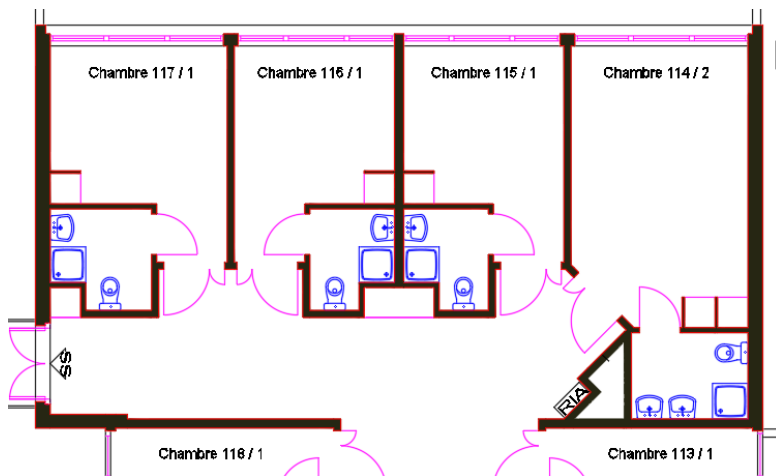 Chambre 117 / 1
Chambre 116 / 1
Chambre 115 / 1
Chambre 114 / 2
SS
RIA
Chambre 118 / 1
Chambre 113 / 1